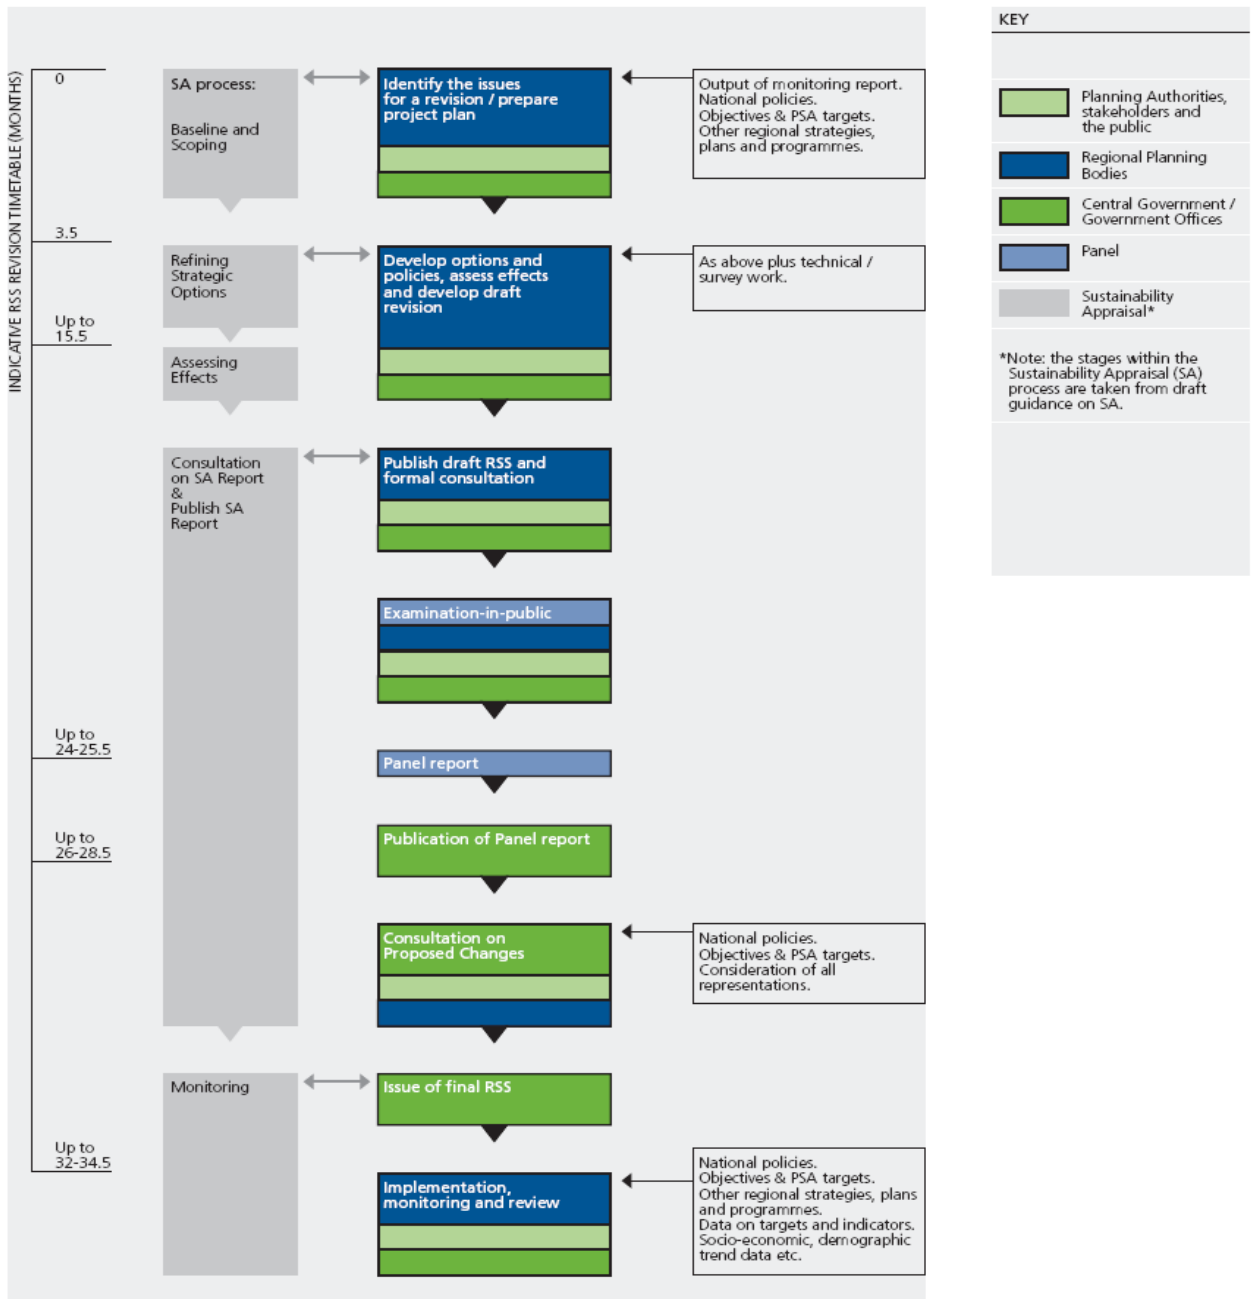 INDICATIVE RSS REVISION TIMETABLE (MONTHS)
0
3.5
Up to
15.5
Up to
24-25.5
Up to
26-28.5
Up to
32-34.5
SA process:
Baseline and
Scoping
Refining
Strategic
Options
Assessing
Effects
Consultation
on SA Report
&
Publish SA
Report
Monitoring
Identify the issues
for a revision / prepare
project plan
Develop options and
policies, assess effects
and develop draft
revision
Publish draft RSS and
formal consultation
Examination-in-public
Panel report
Publication of Panel report
Consultation on
Proposed Changes
Issue of final RSS
Implementation,
monitoring and review
Output of monitoring report.
National policies.
Objectives & PSA targets.
Other regional strategies,
plans and programmes.
As above plus technical /
survey work.
National policies.
Objectives & PSA targets.
Consideration of all
representations.
National policies.
Objectives & PSA targets.
Other regional strategies, plans
and programmes.
Data on targets and indicators.
Socio-economic, demographic
trend data etc.
KEY
Planning Authorities,
stakeholders and
the public
Regional Planning
Bodies
Central Government /
Government Offices
Panel
Sustainability
Appraisal*
*Note: the stages within the
Sustainability Appraisal (SA)
process are taken from draft
guidance on SA.